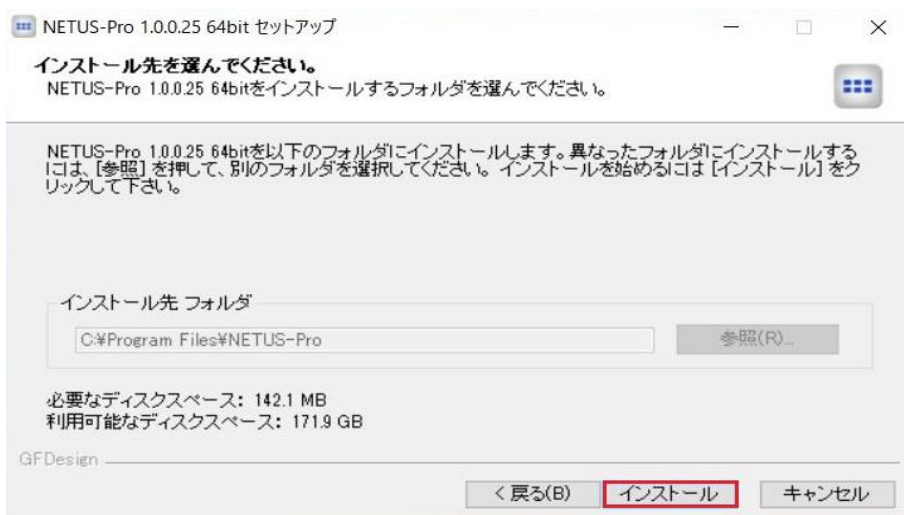 NETUS-Pro 1.0.0.25 64bit セットアップ
インストール先を選んでください。
NETUS-Pro 1.0.0.25 64bitをインストールするフォルダを選んでください。
NETUS-Pro 1.0.0.25 64bitを以下のフォルダにインストールします。異なったフォルダにインストールする
には、[参照] を押して、別のフォルダを選択してください。インストールを始めるには [インストール] をク
リックして下さい。
インストール先 フォルダ
C:¥Program Files¥NETUS-Pro
参照(R)...
必要なディスクスペース: 142.1 MB
利用可能なディスクスペース: 171.9 GB
GFDesign
< 戻る(B)
インストール
キャンセル